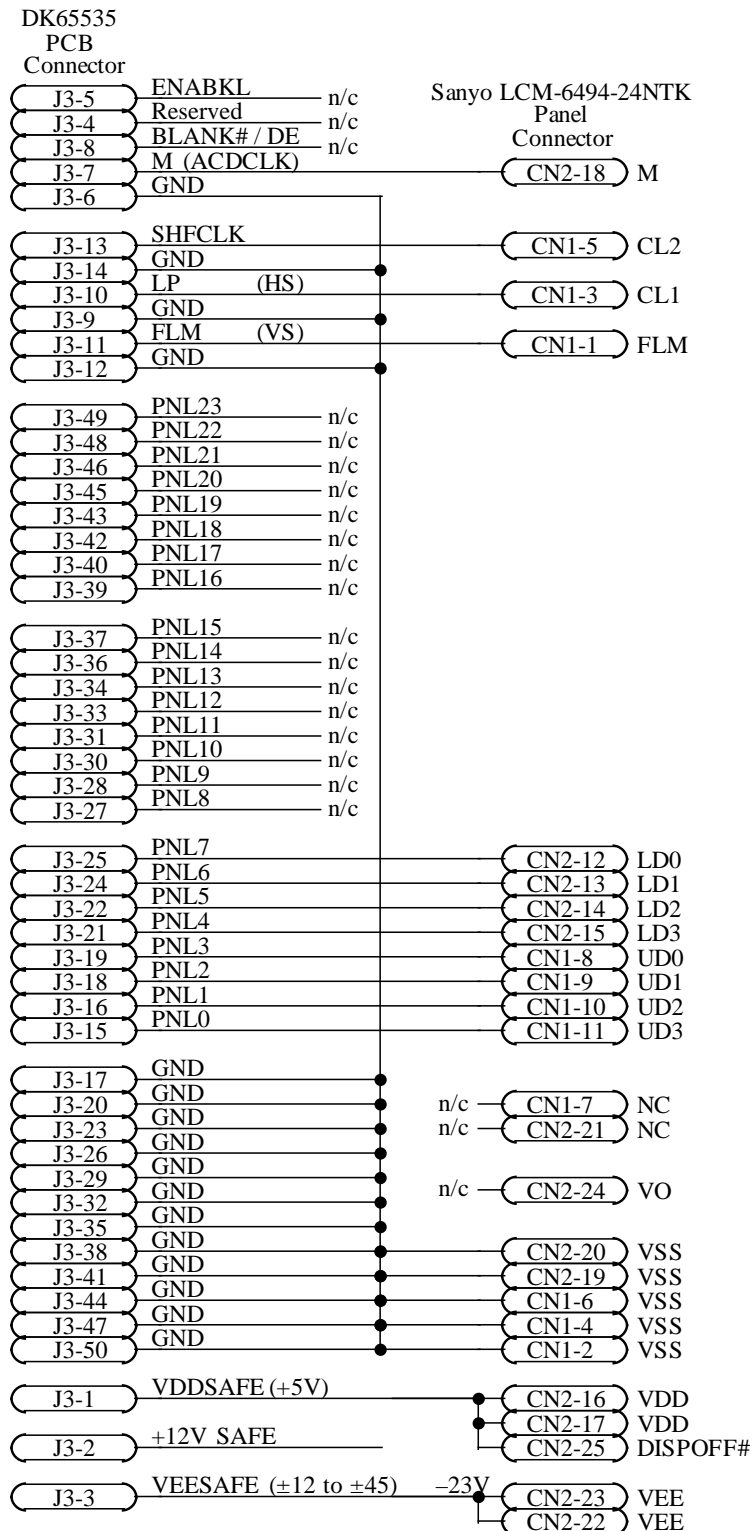 DK65535
PCB
Connector
Sanyo LCM-6494-24NTK
Panel
Connector
J3-5 ENABKL n/c
J3-4 Reserved n/c
J3-8 BLANK# / DE n/c
J3-7 M (ACDCLK) CN2-18 M
J3-6 GND
J3-13 SHFCLK CN1-5 CL2
J3-14 GND
J3-10 LP (HS) CN1-3 CL1
J3-9 GND
J3-11 FLM (VS) CN1-1 FLM
J3-12 GND
J3-49 PNL23 n/c
J3-48 PNL22 n/c
J3-46 PNL21 n/c
J3-45 PNL20 n/c
J3-43 PNL19 n/c
J3-42 PNL18 n/c
J3-40 PNL17 n/c
J3-39 PNL16 n/c
J3-37 PNL15 n/c
J3-36 PNL14 n/c
J3-34 PNL13 n/c
J3-33 PNL12 n/c
J3-31 PNL11 n/c
J3-30 PNL10 n/c
J3-28 PNL9 n/c
J3-27 PNL8 n/c
J3-25 PNL7 CN2-12 LD0
J3-24 PNL6 CN2-13 LD1
J3-22 PNL5 CN2-14 LD2
J3-21 PNL4 CN2-15 LD3
J3-19 PNL3 CN1-8 UD0
J3-18 PNL2 CN1-9 UD1
J3-16 PNL1 CN1-10 UD2
J3-15 PNL0 CN1-11 UD3
J3-17 GND
J3-20 GND n/c CN1-7 NC
J3-23 GND n/c CN2-21 NC
J3-26 GND
J3-29 GND n/c CN2-24 VO
J3-32 GND
J3-35 GND
J3-38 GND CN2-20 VSS
J3-41 GND CN2-19 VSS
J3-44 GND CN1-6 VSS
J3-47 GND CN1-4 VSS
J3-50 GND CN1-2 VSS
J3-1 VDDSAFE (+5V) CN2-16 VDD
CN2-17 VDD
J3-2 +12V SAFE CN2-25 DISPOFF#
J3-3 VEESAFE (±12 to ±45) –23V CN2-23 VEE
CN2-22 VEE